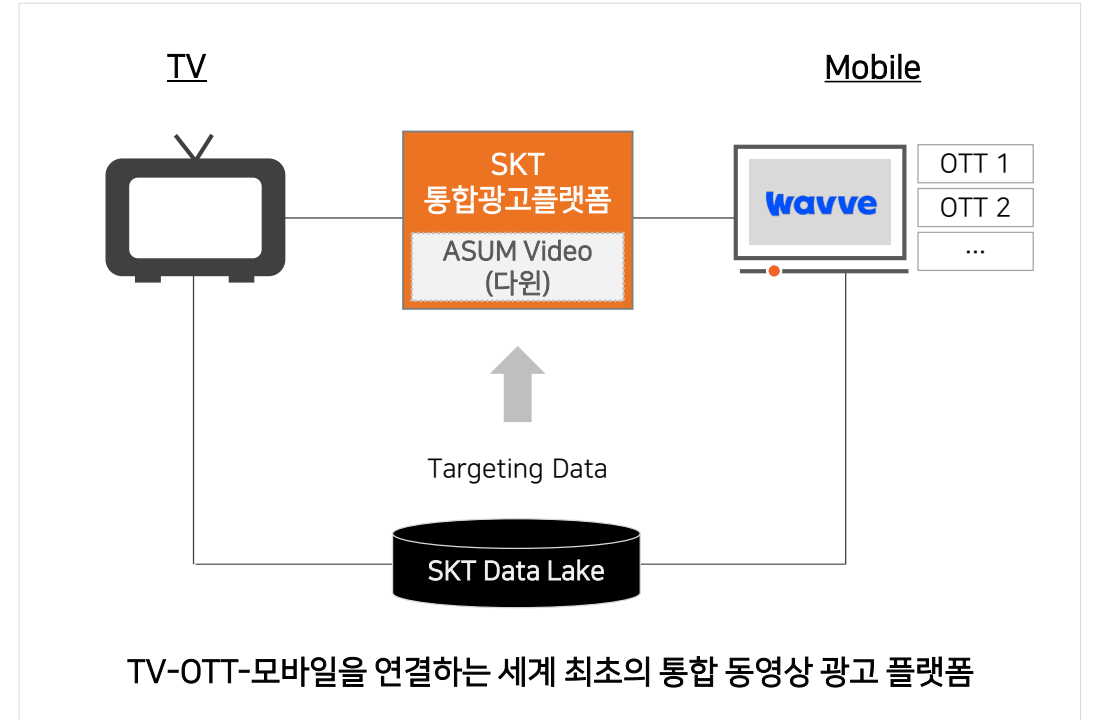 TV
Mobile
SKT
통합광고플랫폼
ASUM Video
(다윈)
wavve
OTT 1
OTT 2
...
Targeting Data
SKT Data Lake
TV-OTT-모바일을 연결하는 세계 최초의 통합 동영상 광고 플랫폼